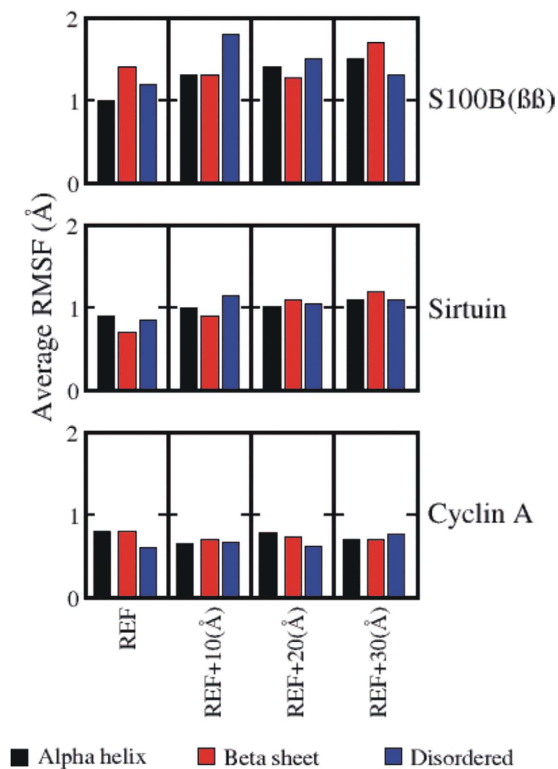 2
1
0
S100B(ßß)
2
1
0
Sirtuin
2
1
0
Cyclin A
Average RMSF (Å)
REF
REF+10(Å)
REF+20(Å)
REF+30(Å)
Alpha helix
Beta sheet
Disordered